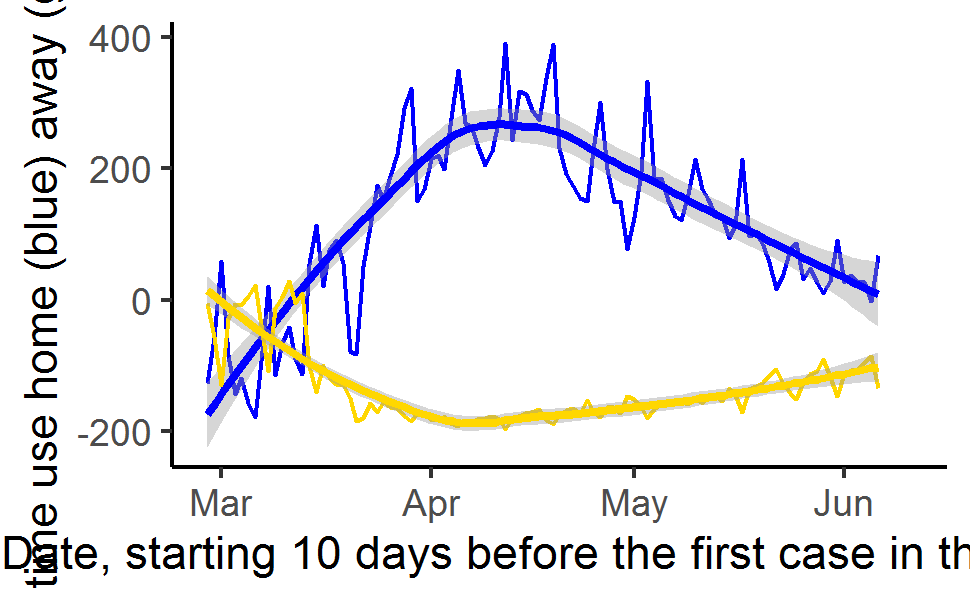 time use home (blue) away (
400
200
0
-200
Mar Apr May Jun
Date, starting 10 days before the first case in th